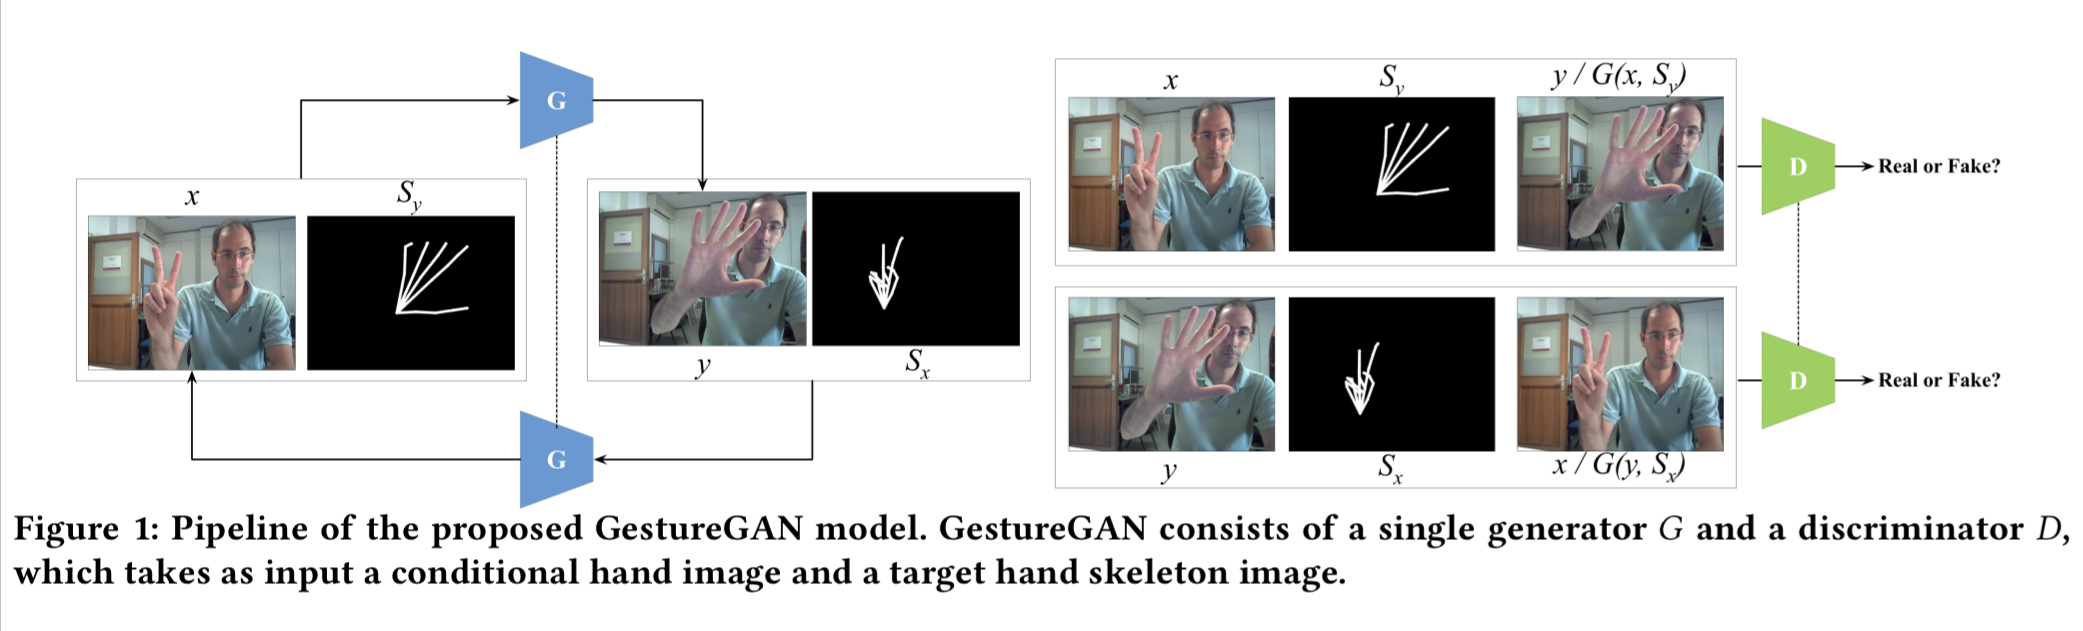 G
x
S_y
y
S_x
G
x
S_y
y / G(x, S_y)
D
Real or Fake?
y
S_x
x / G(y, S_x)
D
Real or Fake?
Figure 1: Pipeline of the proposed GestureGAN model. GestureGAN consists of a single generator G and a discriminator D,
which takes as input a conditional hand image and a target hand skeleton image.